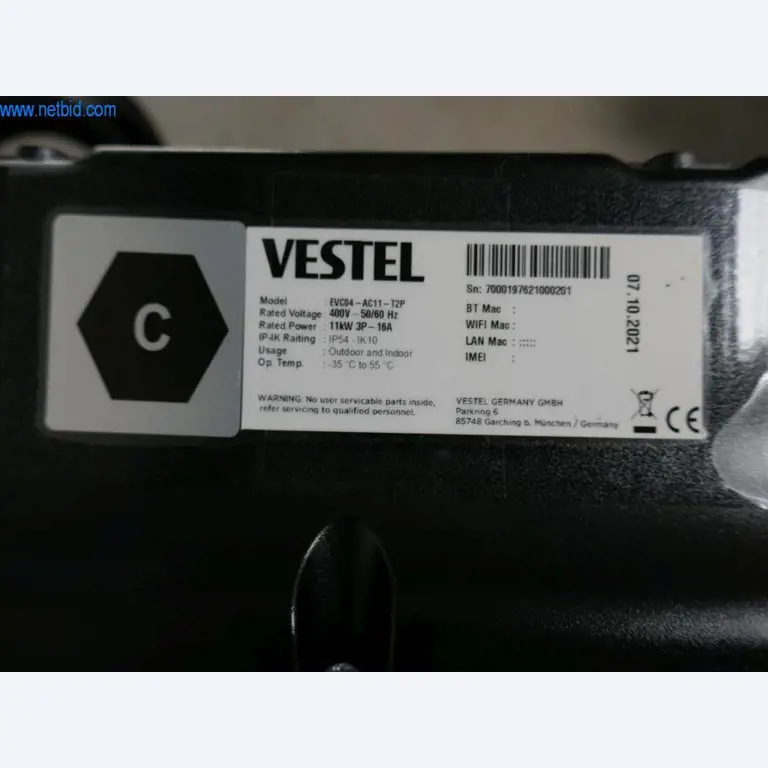 www.netbid.com
C
VESTEL
Model : EVC04-AC11-T2P
Rated Voltage : 400V ~ 50/60 Hz
Rated Power : 11kW 3P~16A
IP-IK Raiting : IP54 - IK10
Usage : Outdoor and Indoor
Op. Temp. : -35 °C to 55 °C
WARNING: No user servicable parts inside,
refer servicing to qualified personnel.
Sn: 7000197621000201
BT Mac :
WIFI Mac :
LAN Mac : :::::
IMEI :
VESTEL GERMANY GMBH
Parkring 6
85748 Garching b. München / Germany
07.10.2021
CE